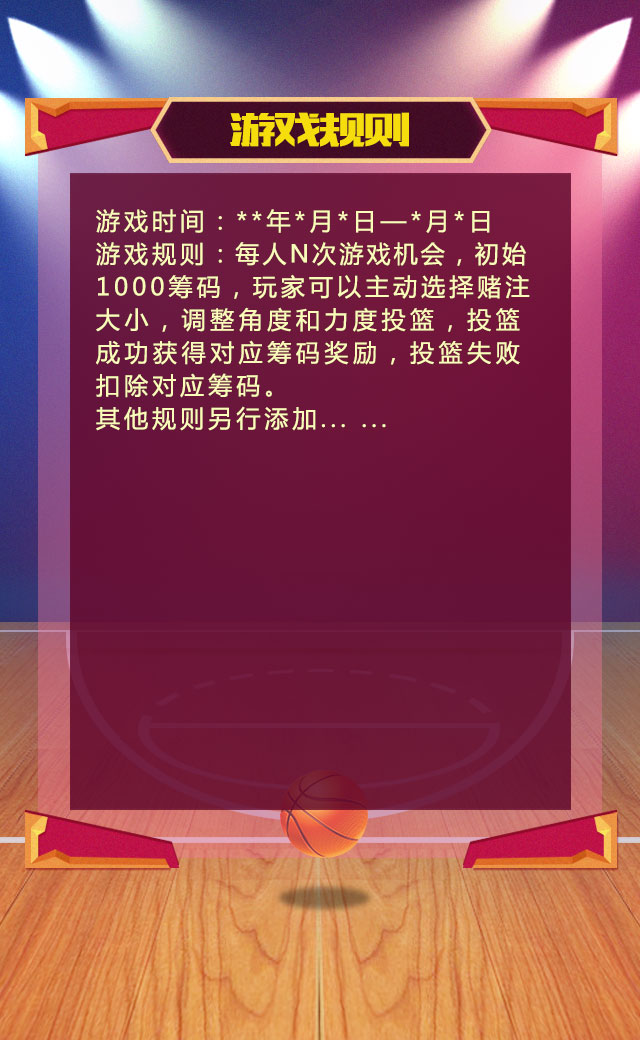 游戏规则
游戏时间：**年*月*日—*月*日
游戏规则：每人N次游戏机会，初始
1000筹码，玩家可以主动选择赌注
大小，调整角度和力度投篮，投篮
成功获得对应筹码奖励，投篮失败
扣除对应筹码。
其他规则另行添加... ...